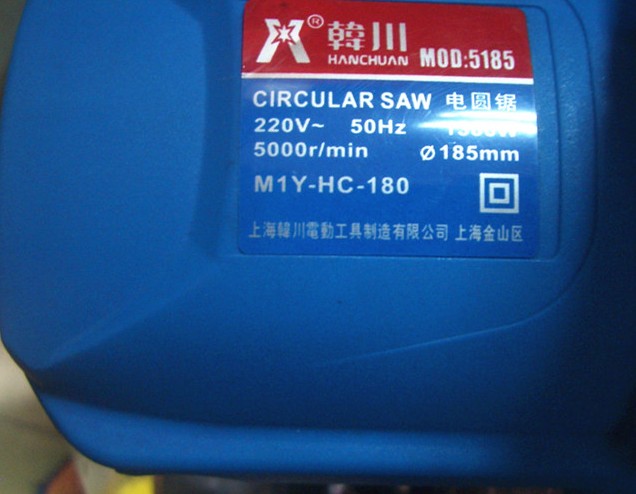 ® 韓川
HANCHUAN MOD:5185
CIRCULAR SAW 电圆锯
220V~ 50Hz
5000r/min Ø185mm
M1Y-HC-180
上海韓川電動工具制造有限公司 上海金山区